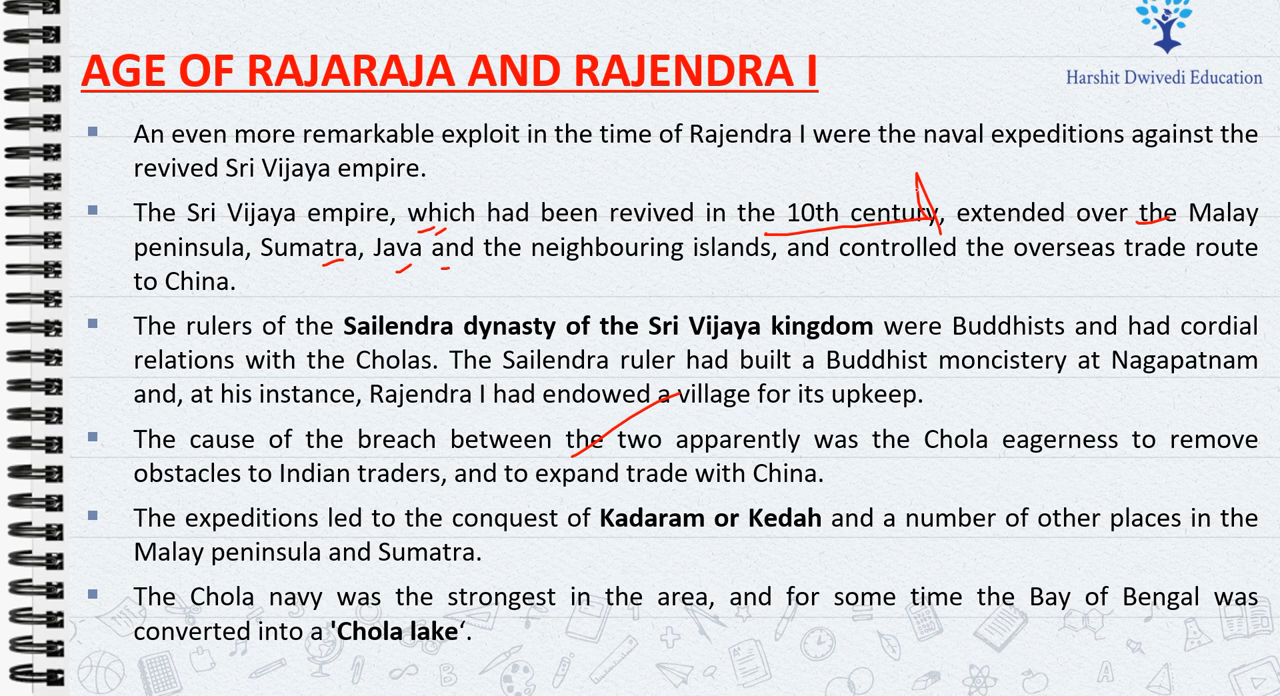 Harshit Dwivedi Education
AGE OF RAJARAJA AND RAJENDRA I
▪ An even more remarkable exploit in the time of Rajendra I were the naval expeditions against the
revived Sri Vijaya empire.
▪ The Sri Vijaya empire, which had been revived in the 10th century, extended over the Malay
peninsula, Sumatra, Java and the neighbouring islands, and controlled the overseas trade route
to China.
▪ The rulers of the Sailendra dynasty of the Sri Vijaya kingdom were Buddhists and had cordial
relations with the Cholas. The Sailendra ruler had built a Buddhist moncistery at Nagapatnam
and, at his instance, Rajendra I had endowed a village for its upkeep.
▪ The cause of the breach between the two apparently was the Chola eagerness to remove
obstacles to Indian traders, and to expand trade with China.
▪ The expeditions led to the conquest of Kadaram or Kedah and a number of other places in the
Malay peninsula and Sumatra.
▪ The Chola navy was the strongest in the area, and for some time the Bay of Bengal was
converted into a 'Chola lake‘.